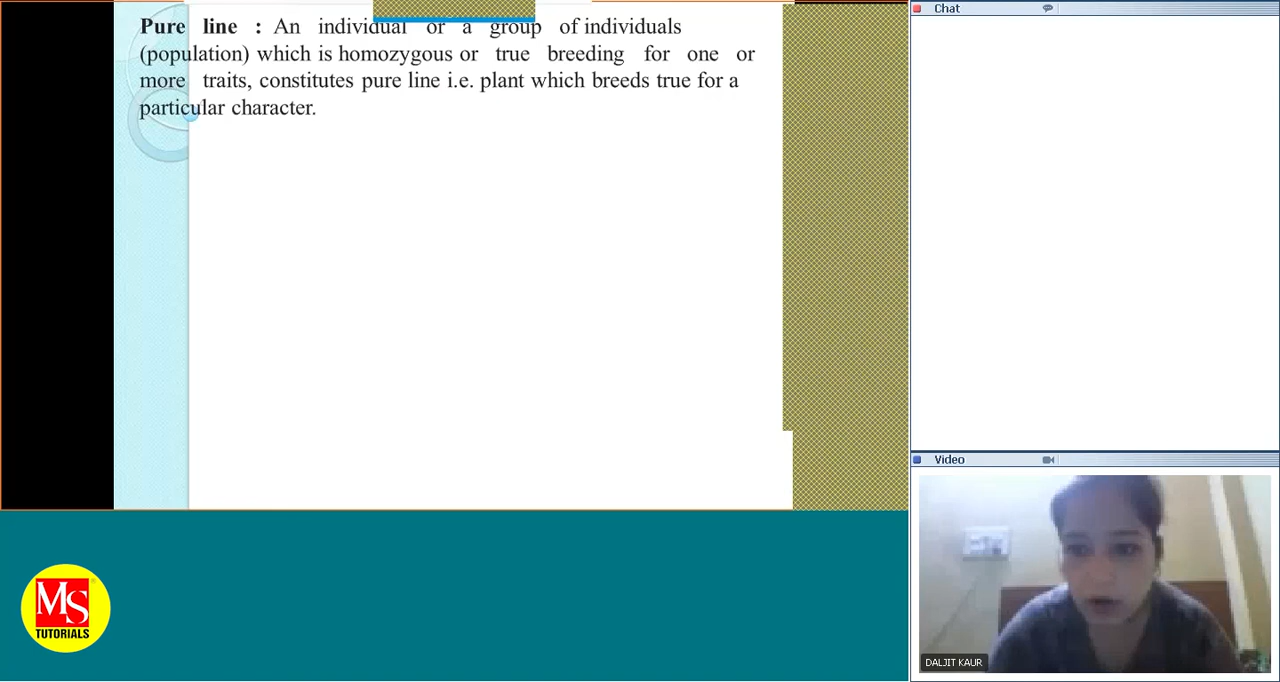 Pure line : An individual or a group of individuals
(population) which is homozygous or true breeding for one or
more traits, constitutes pure line i.e. plant which breeds true for a
particular character.
Chat
Video
DALJIT KAUR
MS
TUTORIALS